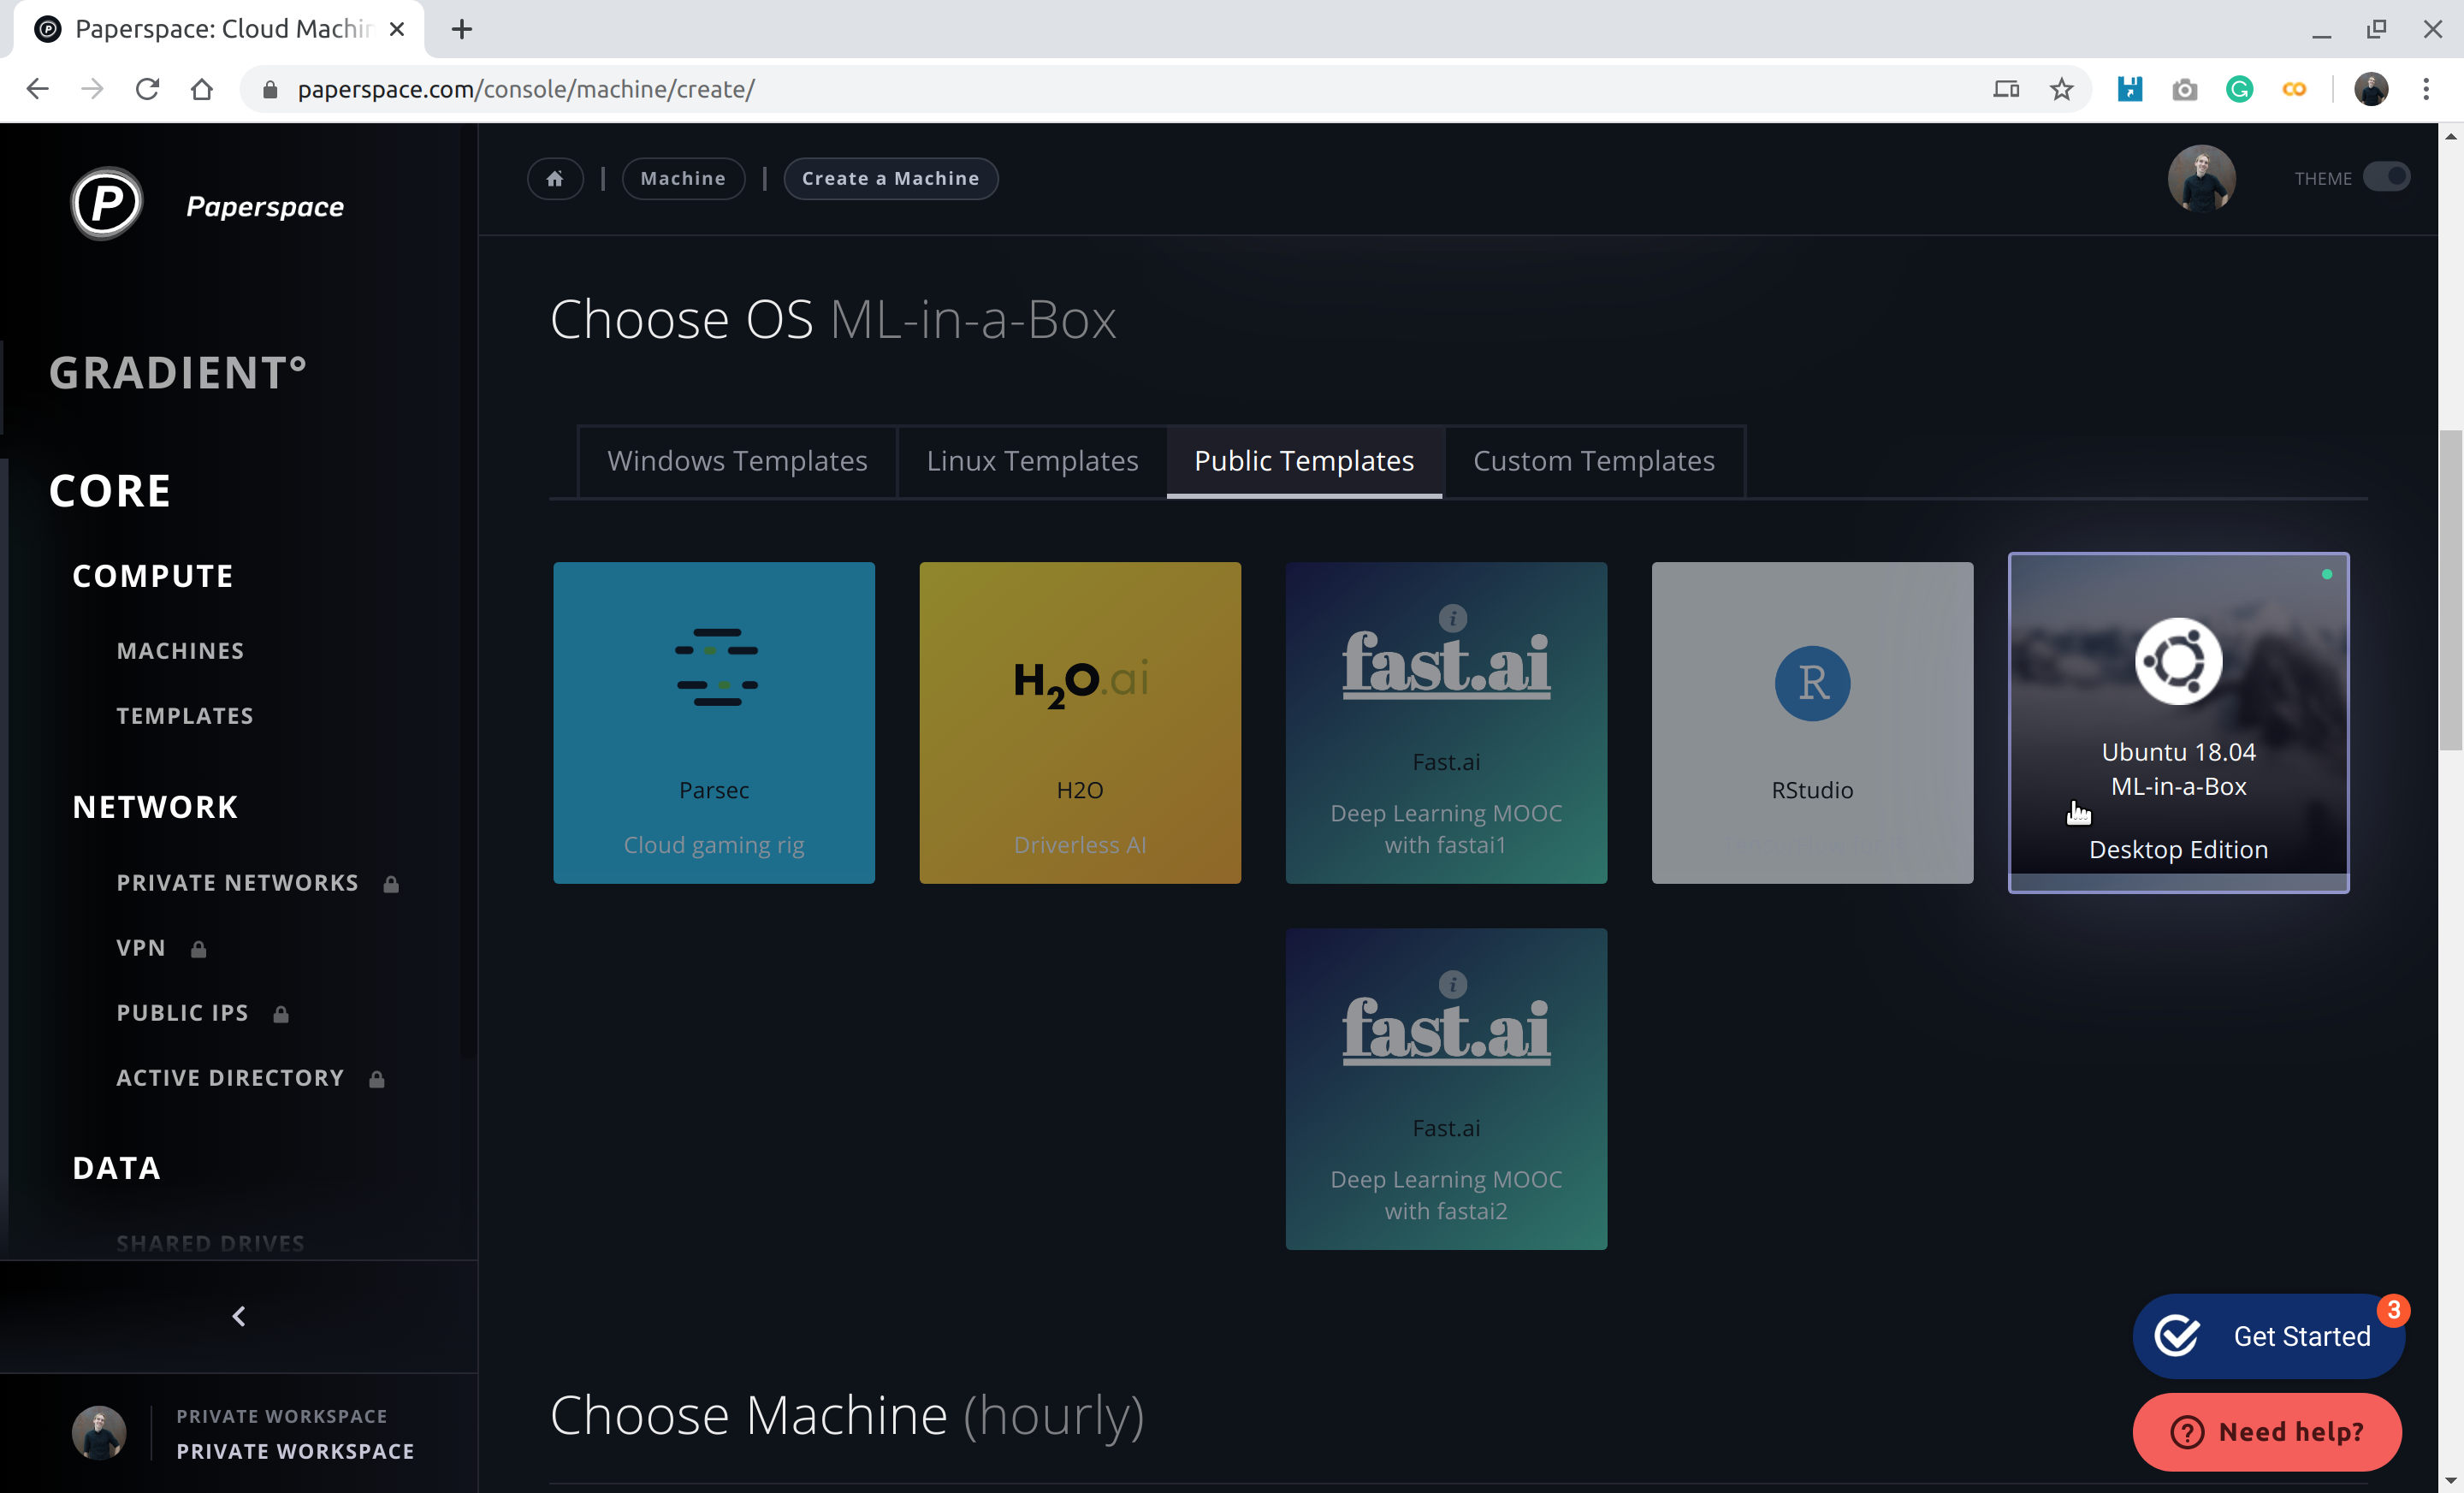 Paperspace: Cloud Machin
paperspace.com/console/machine/create/
P
Paperspace
Machine
Create a Machine
THEME
GRADIENT°
CORE
COMPUTE
MACHINES
TEMPLATES
NETWORK
PRIVATE NETWORKS
VPN
PUBLIC IPS
ACTIVE DIRECTORY
DATA
SHARED DRIVES
PRIVATE WORKSPACE
PRIVATE WORKSPACE
Choose OS ML-in-a-Box
Windows Templates
Linux Templates
Public Templates
Custom Templates
Parsec
Cloud gaming rig
H2O.ai
H2O
Driverless AI
i
fast.ai
Fast.ai
Deep Learning MOOC
with fastai1
R
RStudio
Ubuntu 18.04
ML-in-a-Box
Desktop Edition
i
fast.ai
Fast.ai
Deep Learning MOOC
with fastai2
Choose Machine (hourly)
3
Get Started
? Need help?